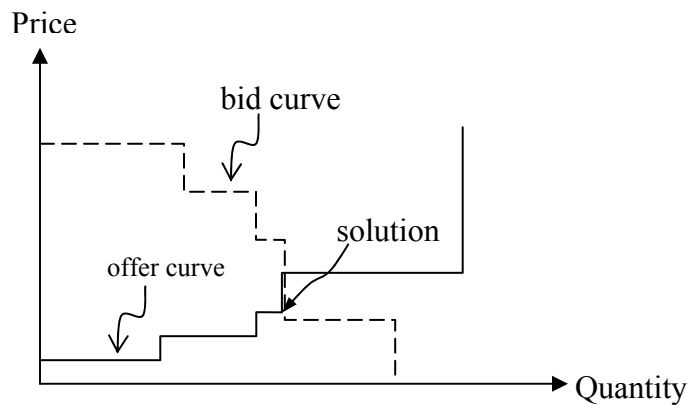 Price
bid curve
solution
offer curve
Quantity